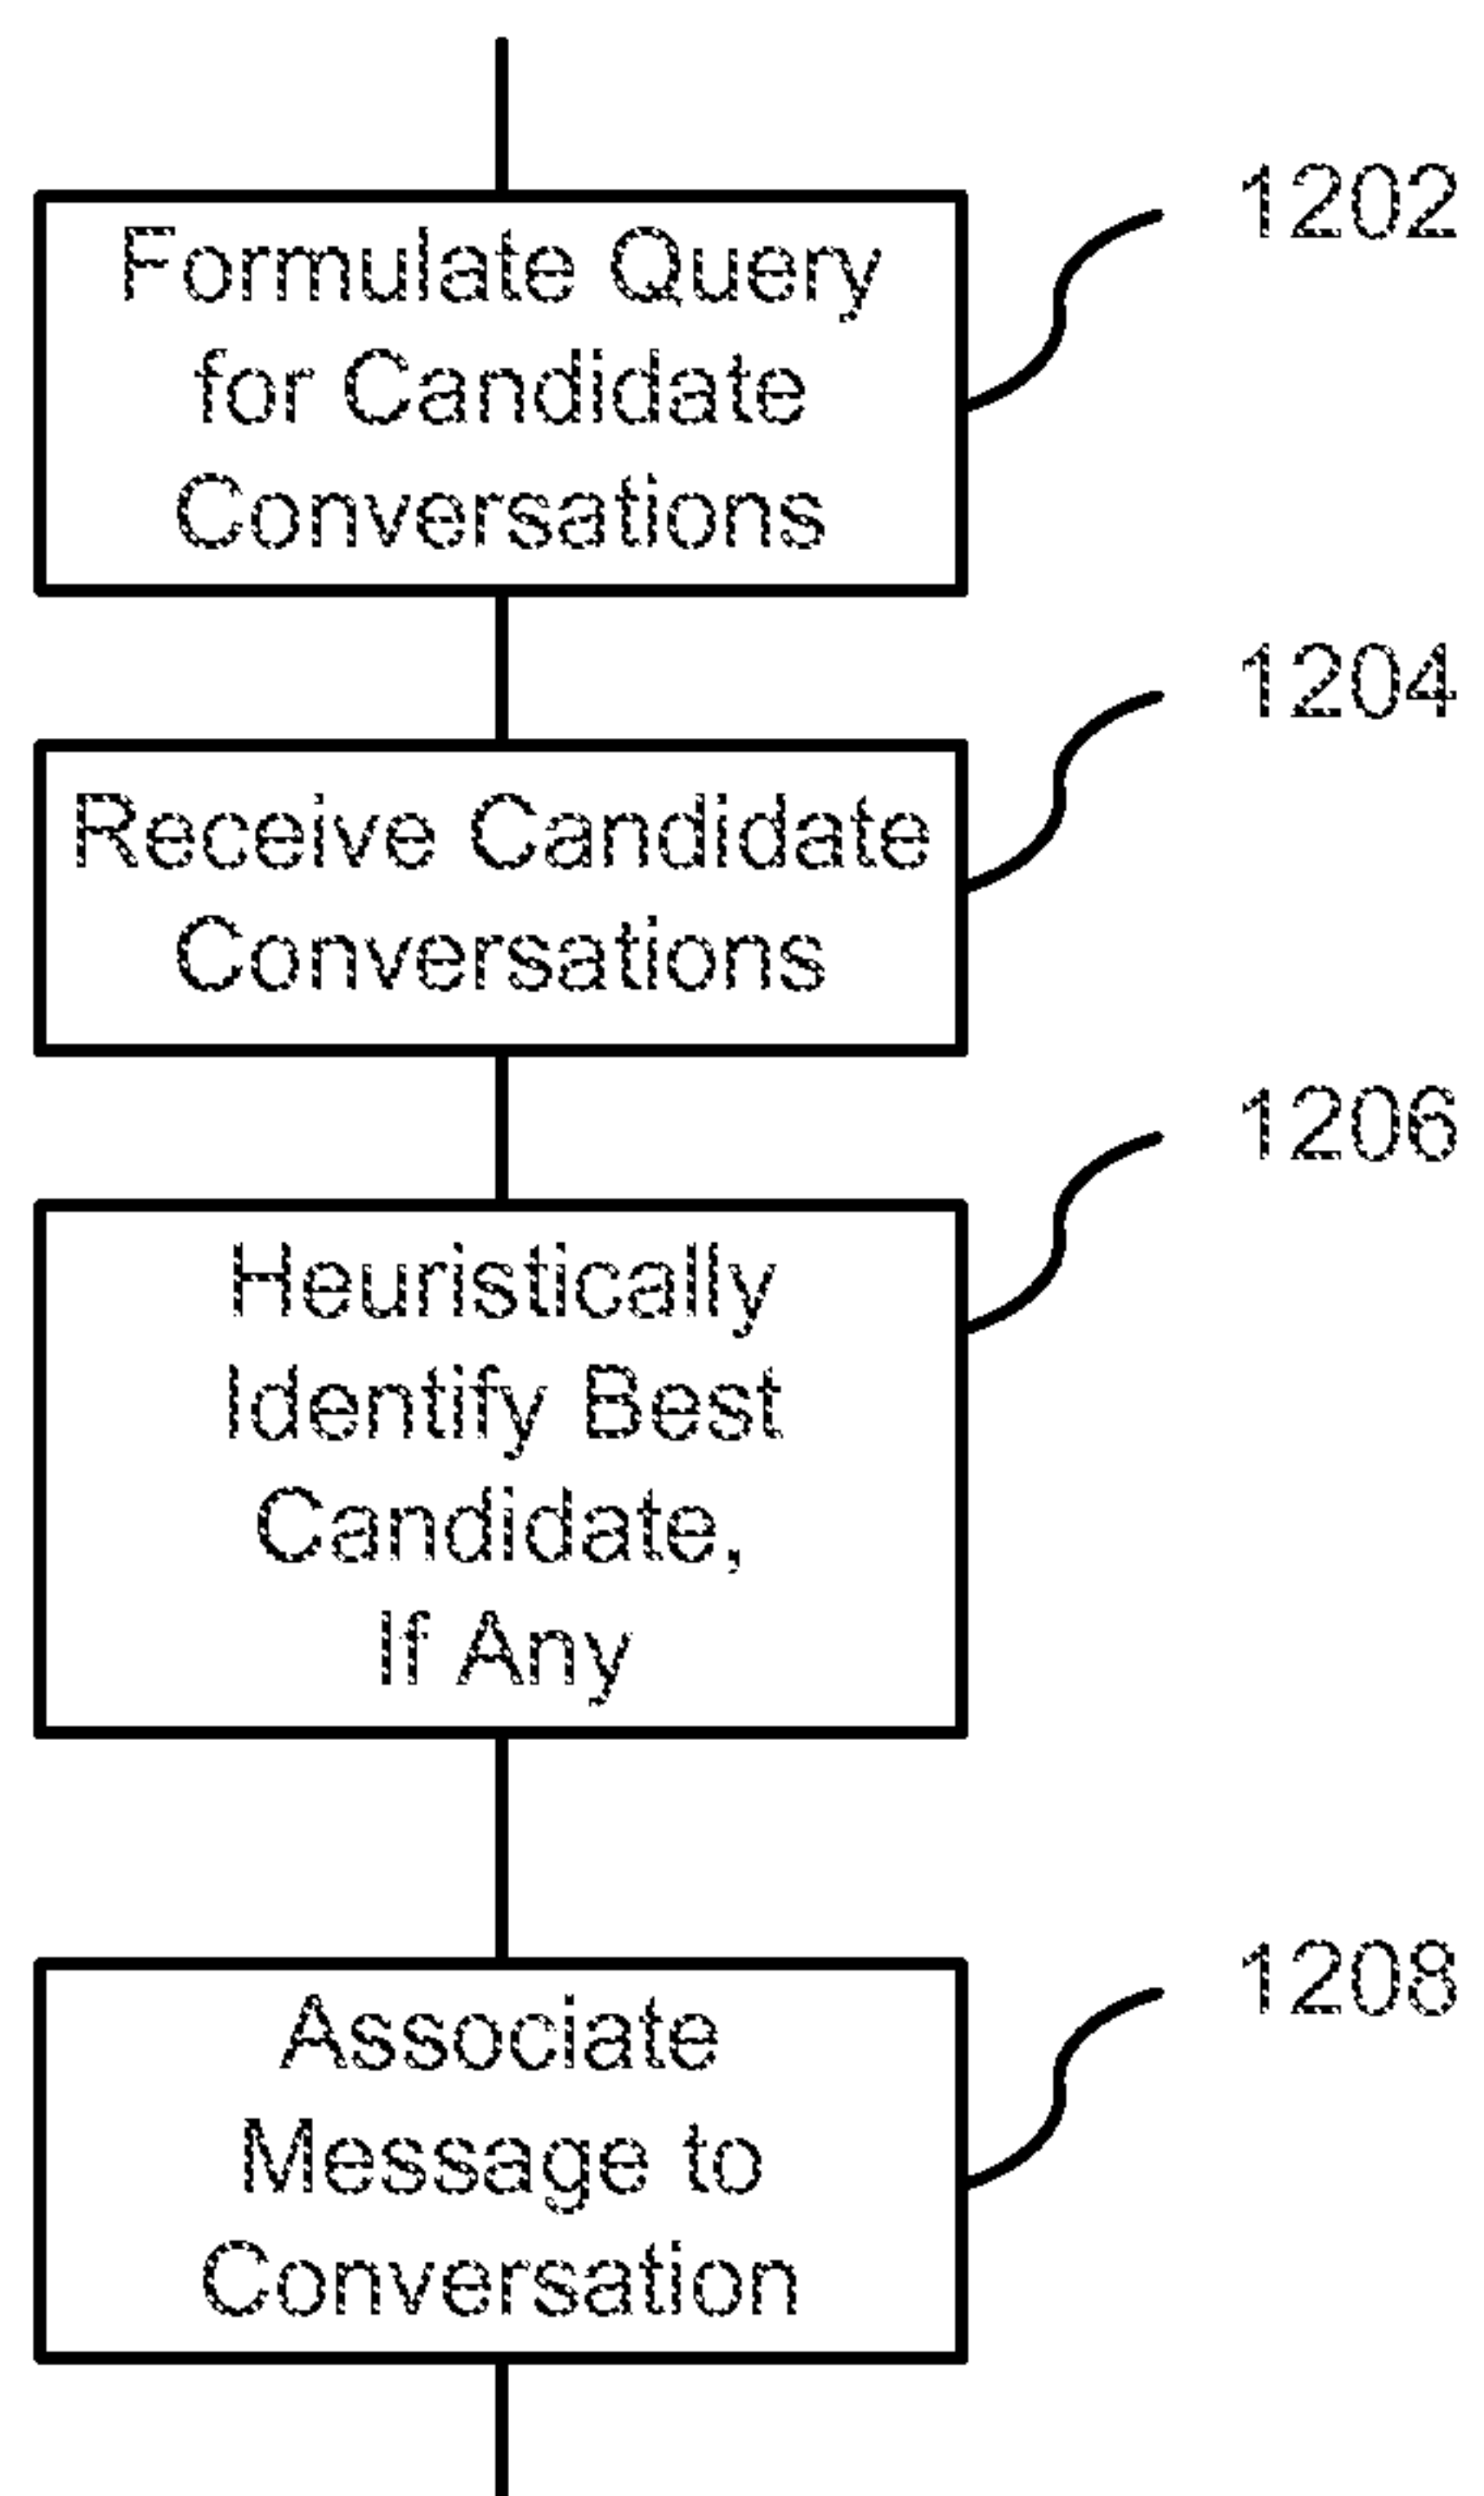 1202
Formulate Query
for Candidate
Conversations
1204
Receive Candidate
Conversations
1206
Heuristically
Identify Best
Candidate,
If Any
1208
Associate
Message to
Conversation